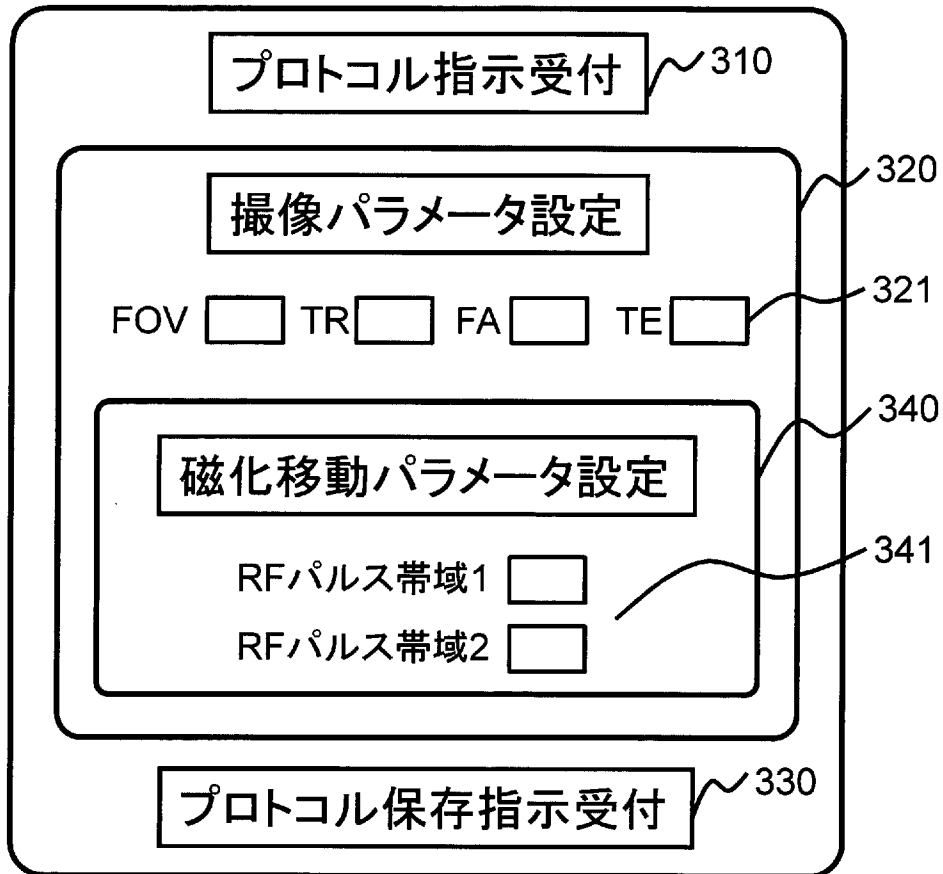 プロトコル指示受付 310
320
撮像パラメータ設定
321
FOV TR FA TE
340
磁化移動パラメータ設定
341
RFパルス帯域1
RFパルス帯域2
プロトコル保存指示受付 330